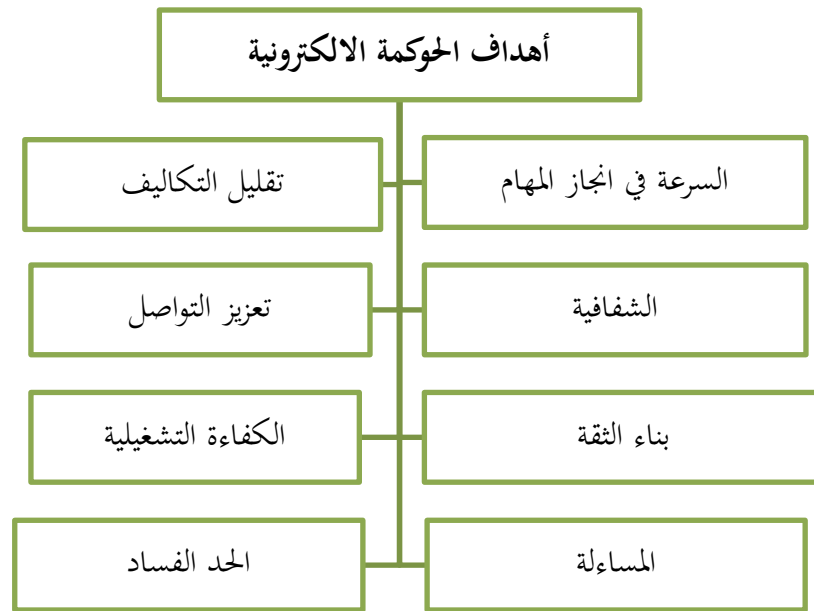 أهداف الحوكمة الالكترونية
السرعة في انجاز المهام
تقليل التكاليف
الشفافية
تعزيز التواصل
بناء الثقة
الكفاءة التشغيلية
المساءلة
الحد الفساد